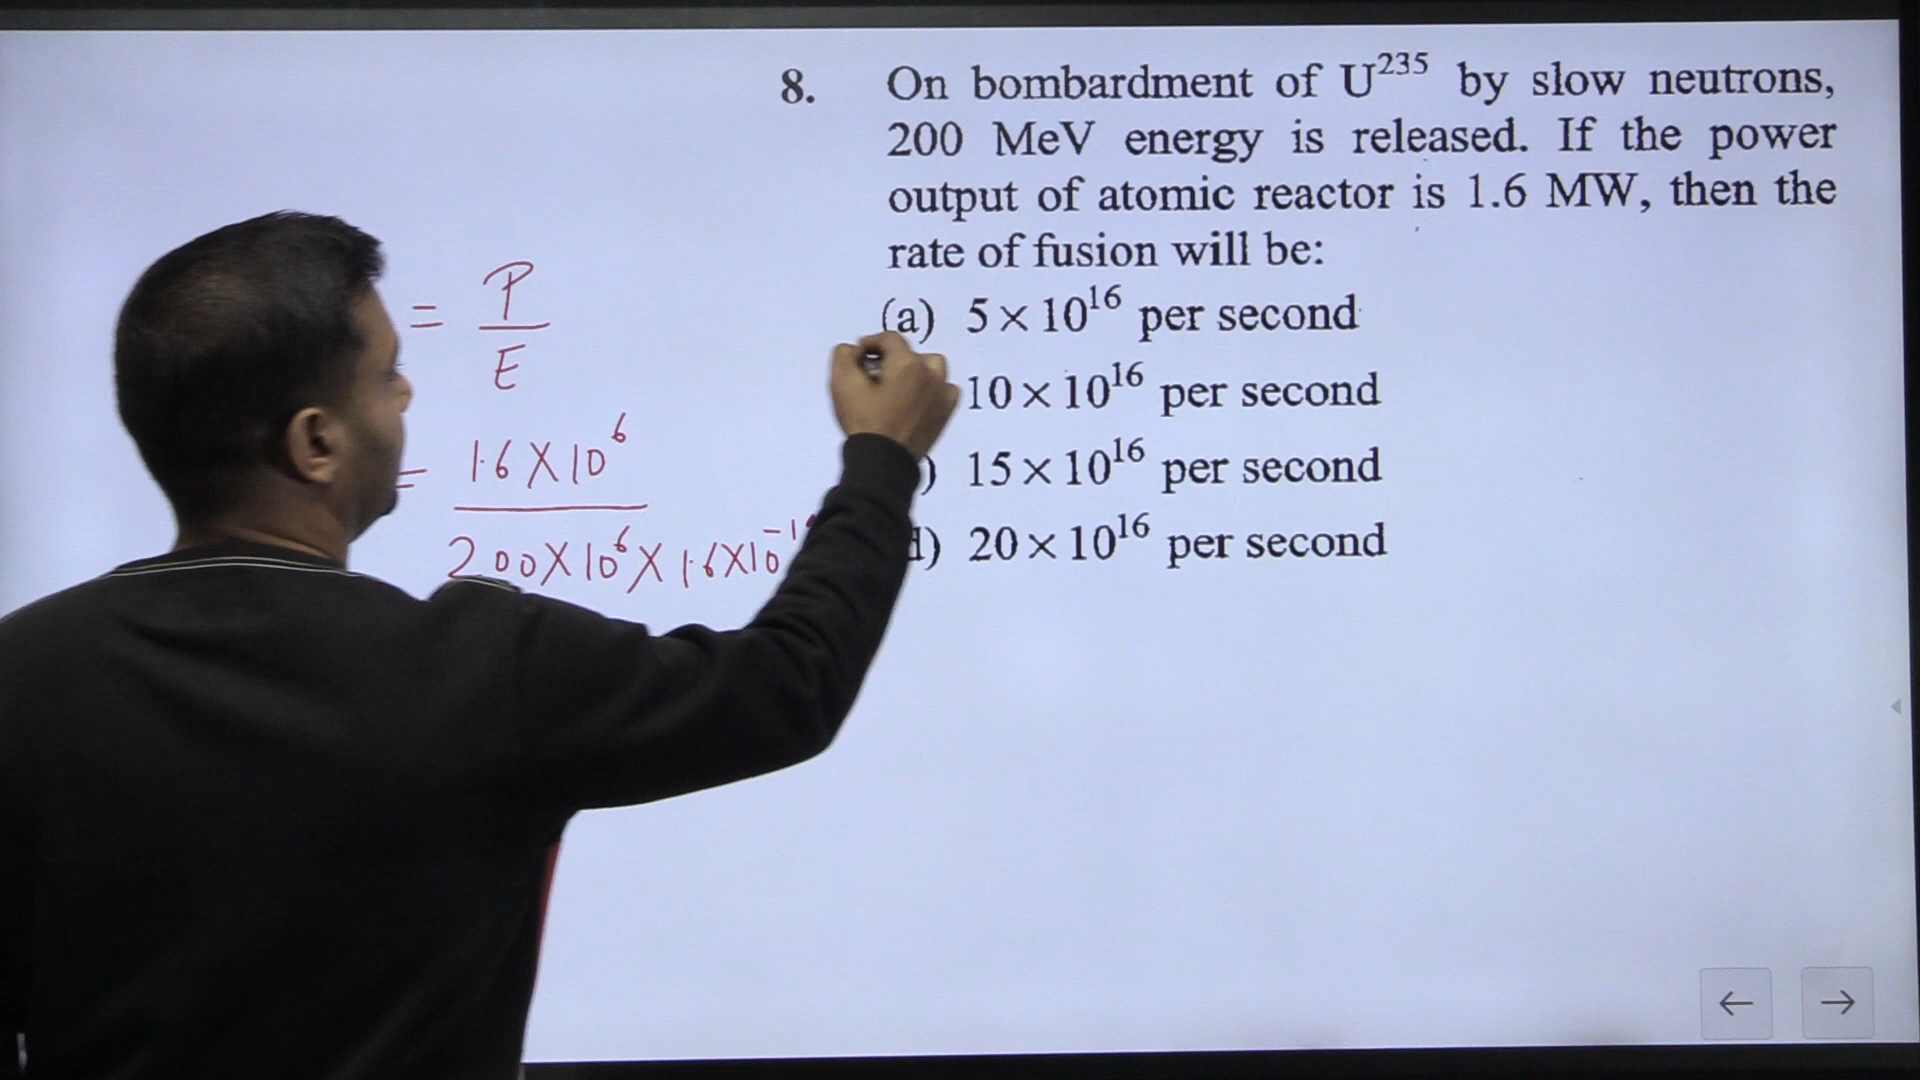 8. On bombardment of U²³⁵ by slow neutrons,
200 MeV energy is released. If the power
output of atomic reactor is 1.6 MW, then the
rate of fusion will be:
(a) 5 × 10¹⁶ per second
10 × 10¹⁶ per second
) 15 × 10¹⁶ per second
d) 20 × 10¹⁶ per second
= P
E
= 1.6 X 10⁶
200 X 10⁶ X 1.6 X 10